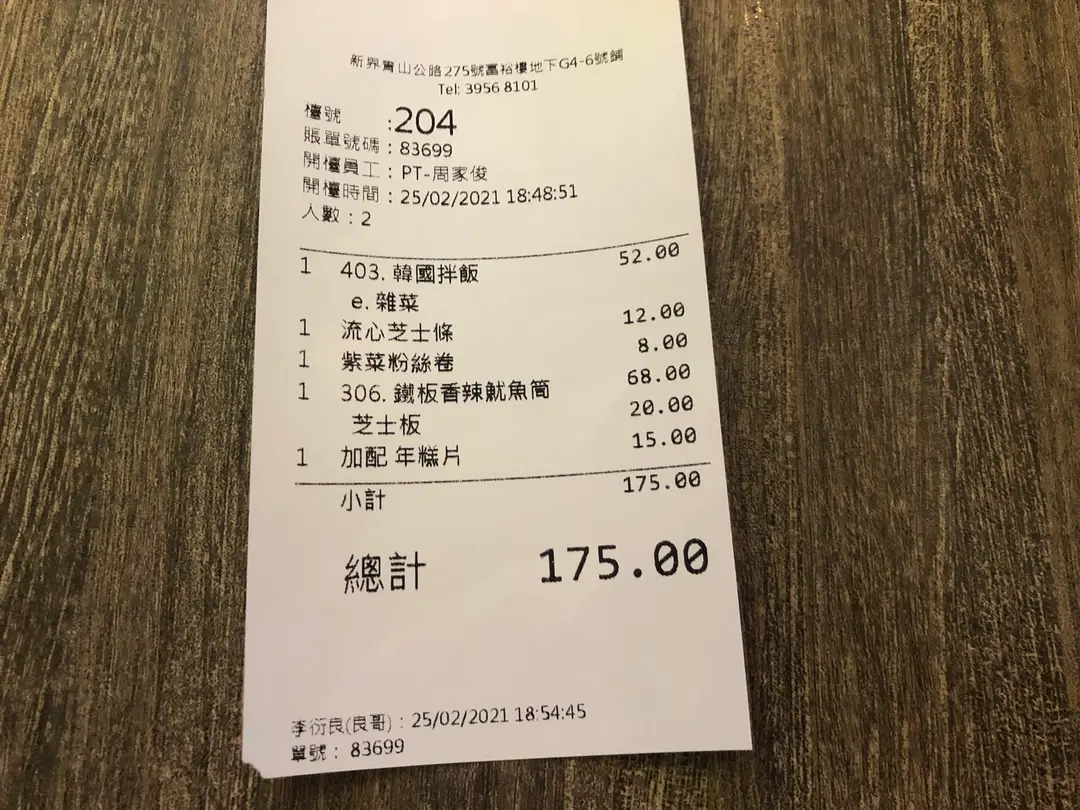 新界青山公路275號富裕樓地下G4-6號鋪
Tel: 3956 8101
檯號 :204
賬單號碼 : 83699
開檯員工 : PT-周家俊
開檯時間 : 25/02/2021 18:48:51
人數 : 2
1 403. 韓國拌飯 52.00
e. 雜菜
1 流心芝士條 12.00
1 紫菜粉絲卷 8.00
1 306. 鐵板香辣魷魚筒 68.00
芝士板 20.00
1 加配 年糕片 15.00
小計 175.00
總計 175.00
李衍良(良哥) : 25/02/2021 18:54:45
單號 : 83699